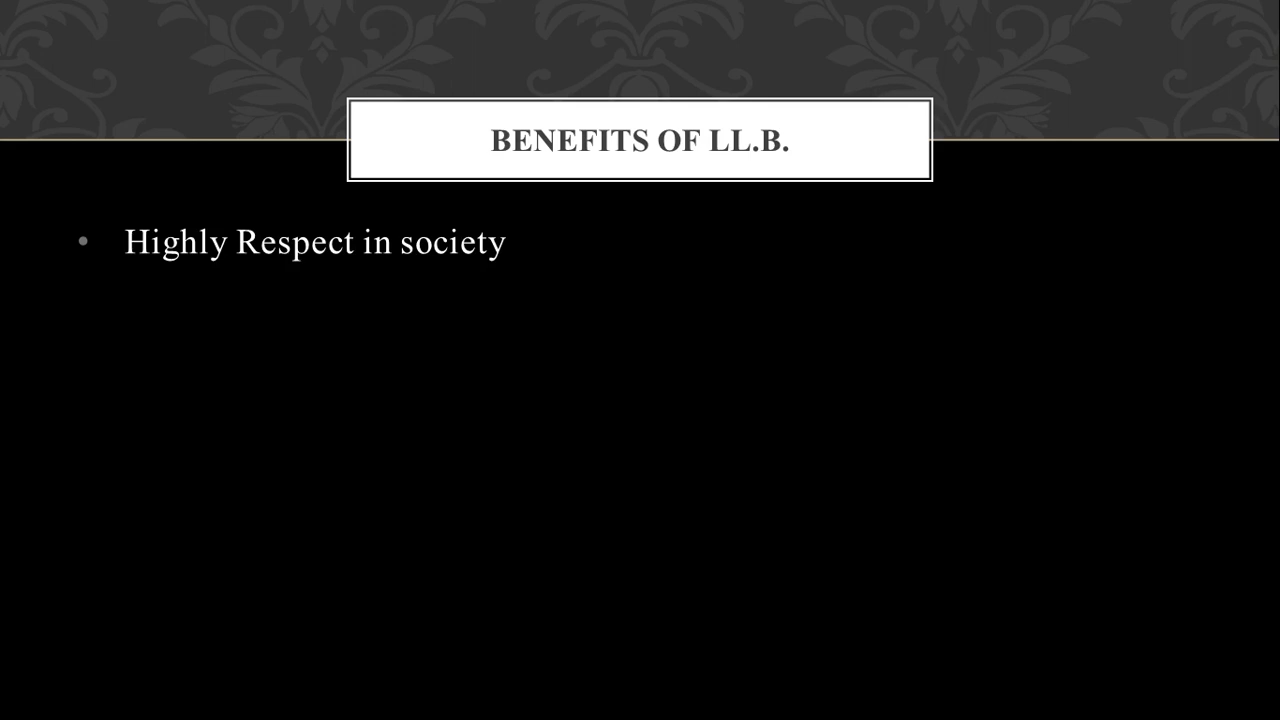 BENEFITS OF LL.B.
• Highly Respect in society